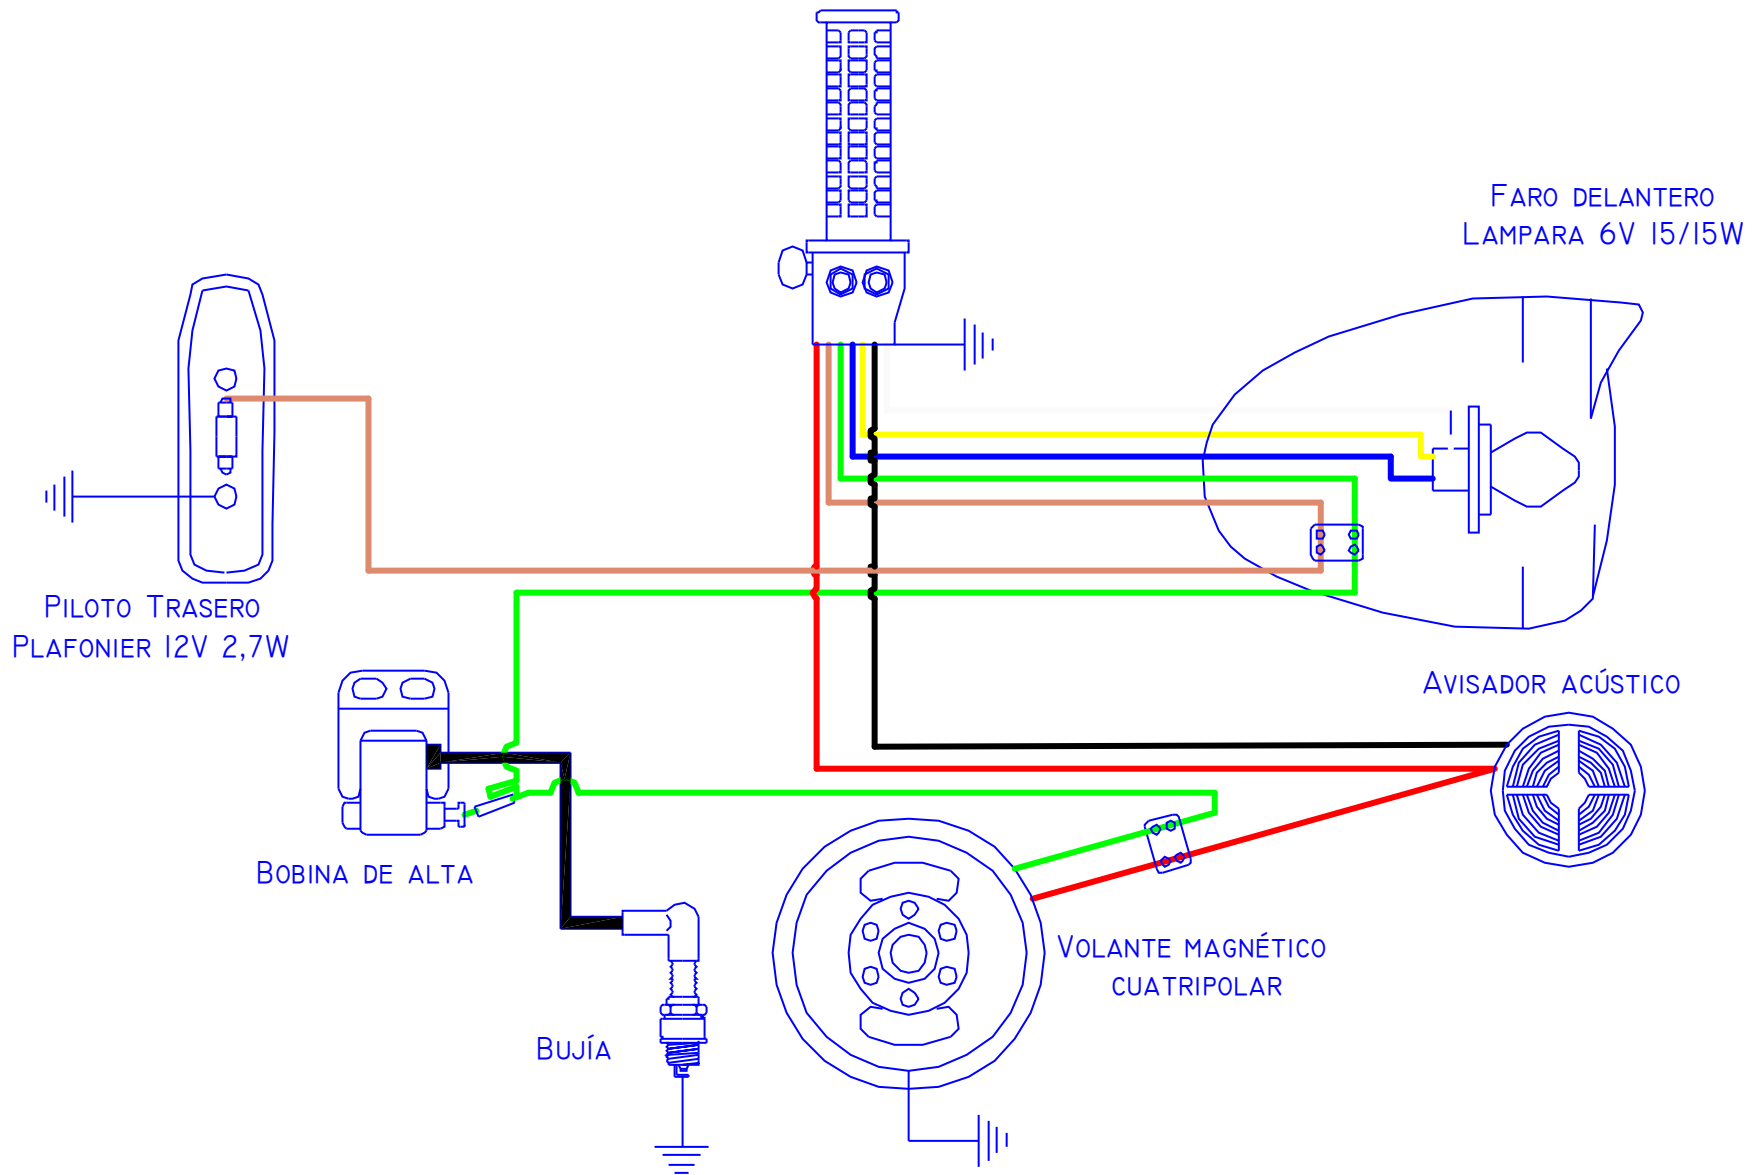 FARO DELANTERO
LAMPARA 6V 15/15W
PILOTO TRASERO
PLAFONIER 12V 2,7W
AVISADOR ACÚSTICO
BOBINA DE ALTA
VOLANTE MAGNÉTICO
CUATRIPOLAR
BUJÍA